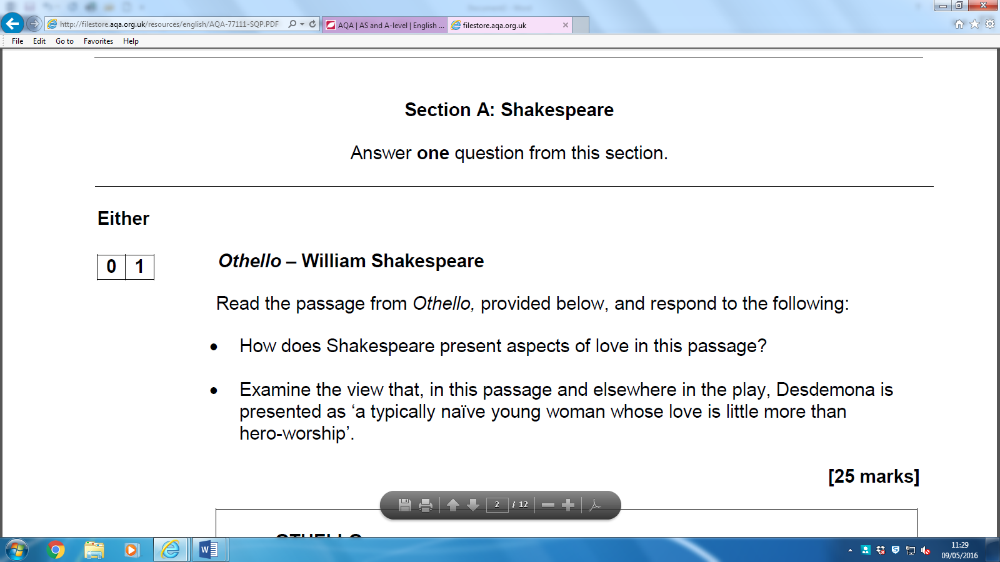 http://filestore.aqa.org.uk/resources/english/AQA-77111-SQP.PDF
AQA | AS and A-level | English ...
filestore.aqa.org.uk
File Edit Go to Favorites Help
Section A: Shakespeare
Answer one question from this section.
Either
0 1
Othello – William Shakespeare
Read the passage from Othello, provided below, and respond to the following:
• How does Shakespeare present aspects of love in this passage?
• Examine the view that, in this passage and elsewhere in the play, Desdemona is
presented as ‘a typically naïve young woman whose love is little more than
hero-worship’.
[25 marks]
2 / 12
OTHELLO
11:29
09/05/2016